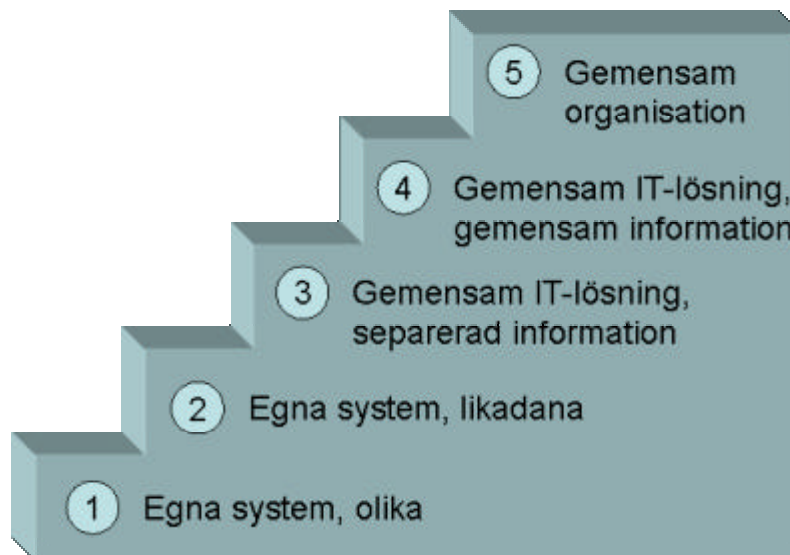 5 Gemensam
organisation
4 Gemensam IT-lösning,
gemensam information
3 Gemensam IT-lösning,
separerad information
2 Egna system, likadana
1 Egna system, olika